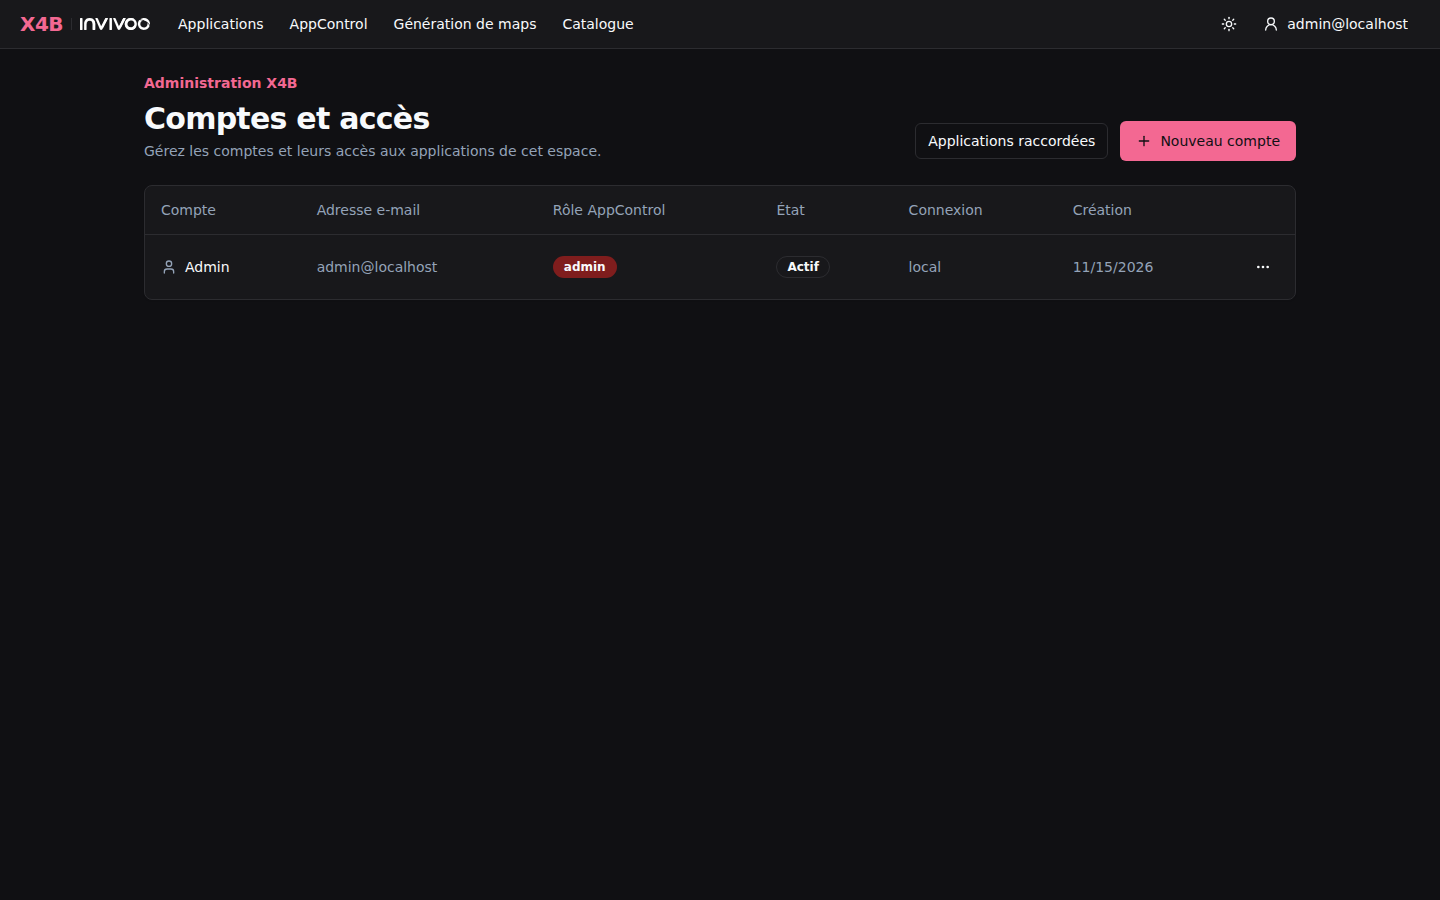 X4B INVIVOO Applications AppControl Génération de maps Catalogue admin@localhost
Administration X4B
Comptes et accès
Gérez les comptes et leurs accès aux applications de cet espace.
Applications raccordées Nouveau compte
Compte Adresse e-mail Rôle AppControl État Connexion Création
Admin admin@localhost admin Actif local 11/15/2026